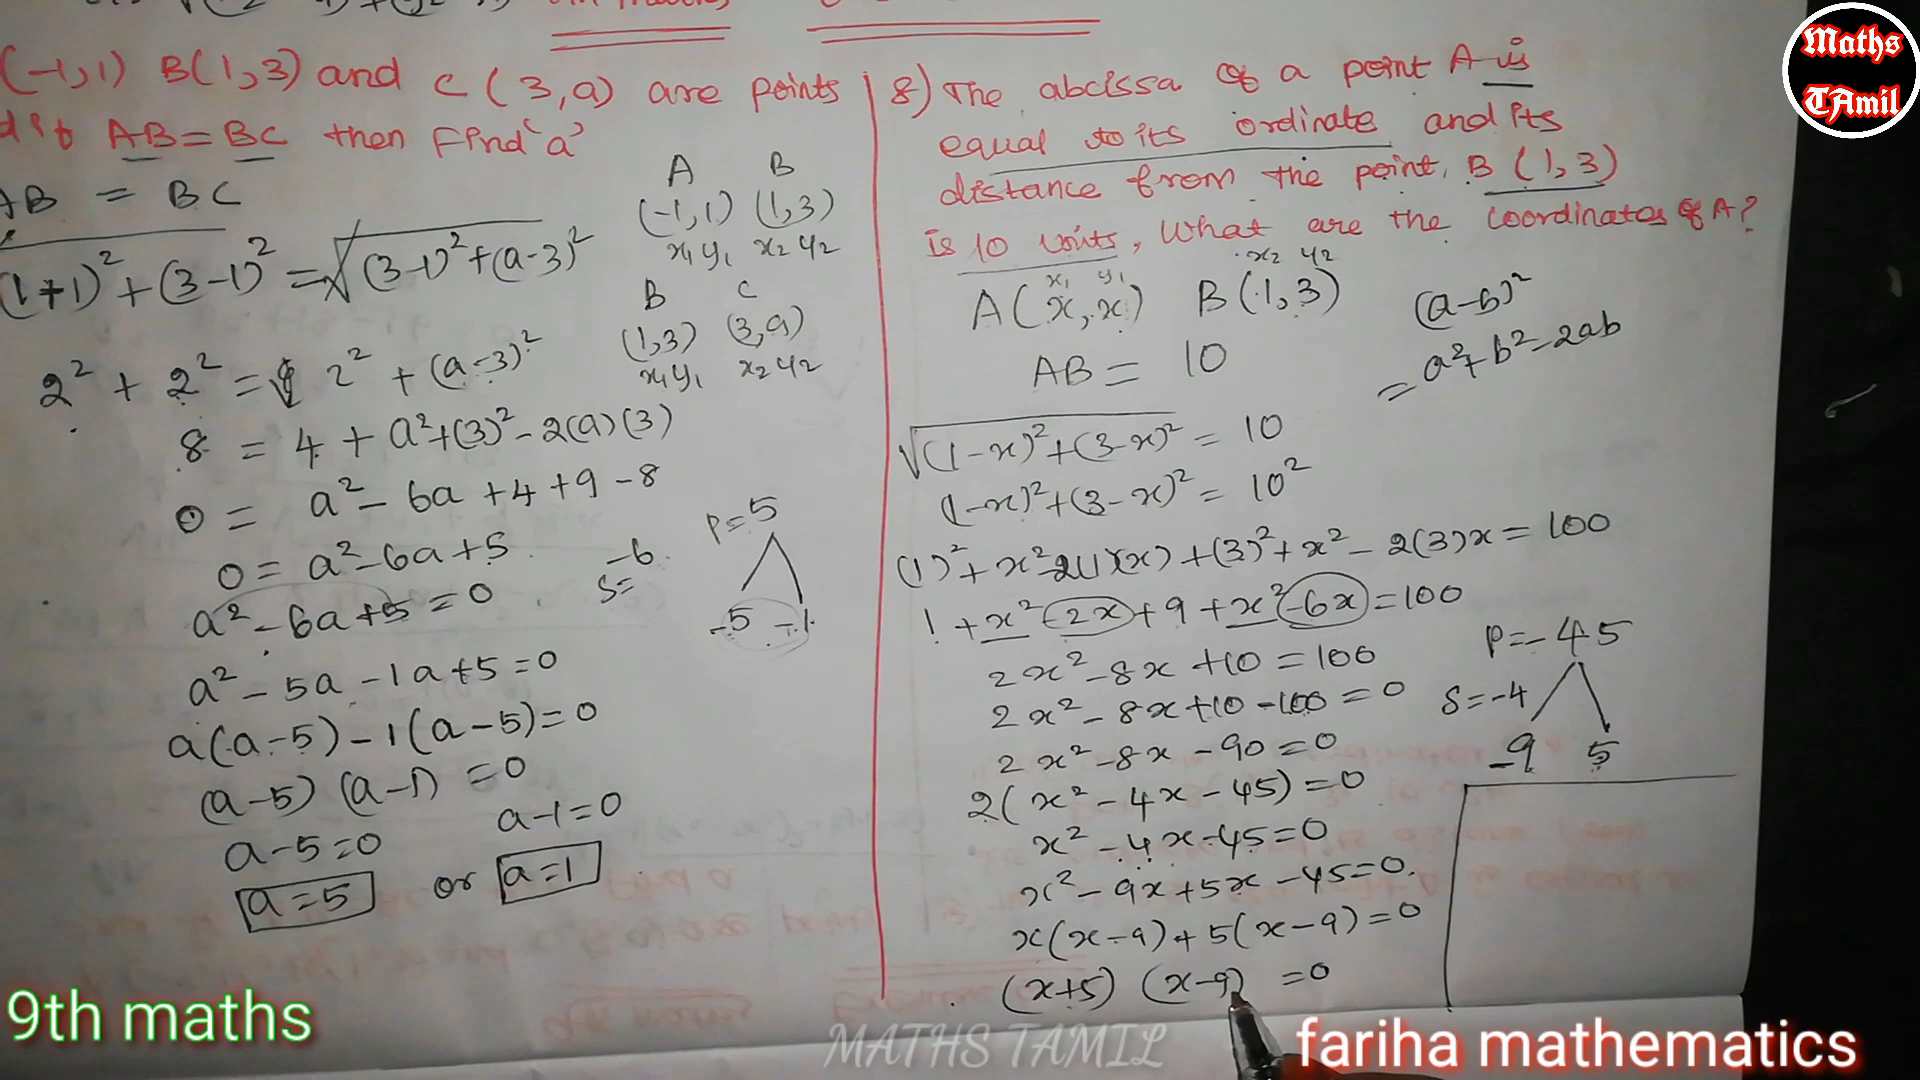 (-1,1) B(1,3) and C(3,a) are points
AB=BC then Find 'a'
AB = BC
(1+1)²+(3-1)² = √(3-1)²+(a-3)²
2² + 2² = 2² + (a-3)²
8 = 4 + a²+(3)²-2(a)(3)
0 = a²-6a+4+9-8
0 = a²-6a+5
a²-6a+5=0
a²-5a-1a+5=0
a(a-5)-1(a-5)=0
(a-5) (a-1) =0
a-5=0 a-1=0
a=5 or a=1
A B
(-1,1) (1,3)
x₁y₁ x₂y₂
B C
(1,3) (3,a)
x₁y₁ x₂y₂
P=5
S= -6
-5 -1
8) The abcissa of a point A is
equal to its ordinate and its
distance from the point, B (1,3)
is 10 units, What are the coordinates of A?
x₁ y₁ x₂ y₂
A(x,x) B(1,3)
AB = 10
(a-b)²
= a²+b²-2ab
√(1-x)²+(3-x)² = 10
(1-x)²+(3-x)² = 10²
(1)²+x²-2(1)(x)+(3)²+x²-2(3)x=100
1+x²-2x+9+x²-6x=100
2x²-8x+10=100
2x²-8x+10-100=0
2x²-8x-90=0
2(x²-4x-45)=0
x²-4x-45=0
x²-9x+5x-45=0.
x(x-9)+5(x-9)=0
(x+5) (x-9) =0
P=-45
S=-4
-9 5
Maths
TAmil
9th maths
MATHS TAMIL
fariha mathematics